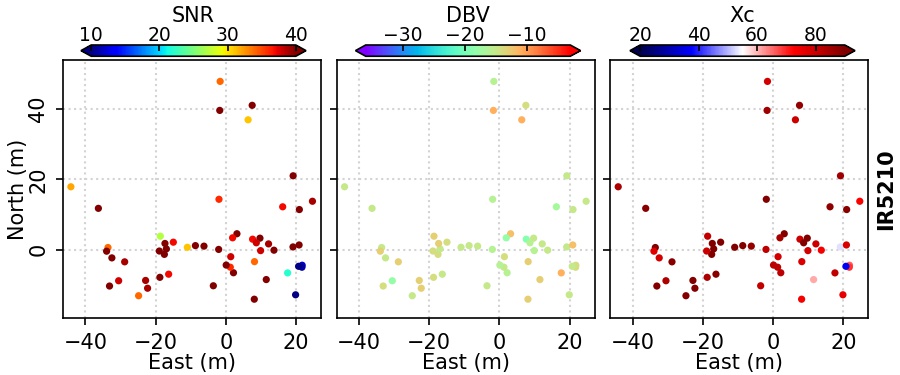 SNR DBV Xc
10 20 30 40 −30 −20 −10 20 40 60 80
40
20
0
North (m)
IR5210
−40 −20 0 20 −40 −20 0 20 −40 −20 0 20
East (m) East (m) East (m)